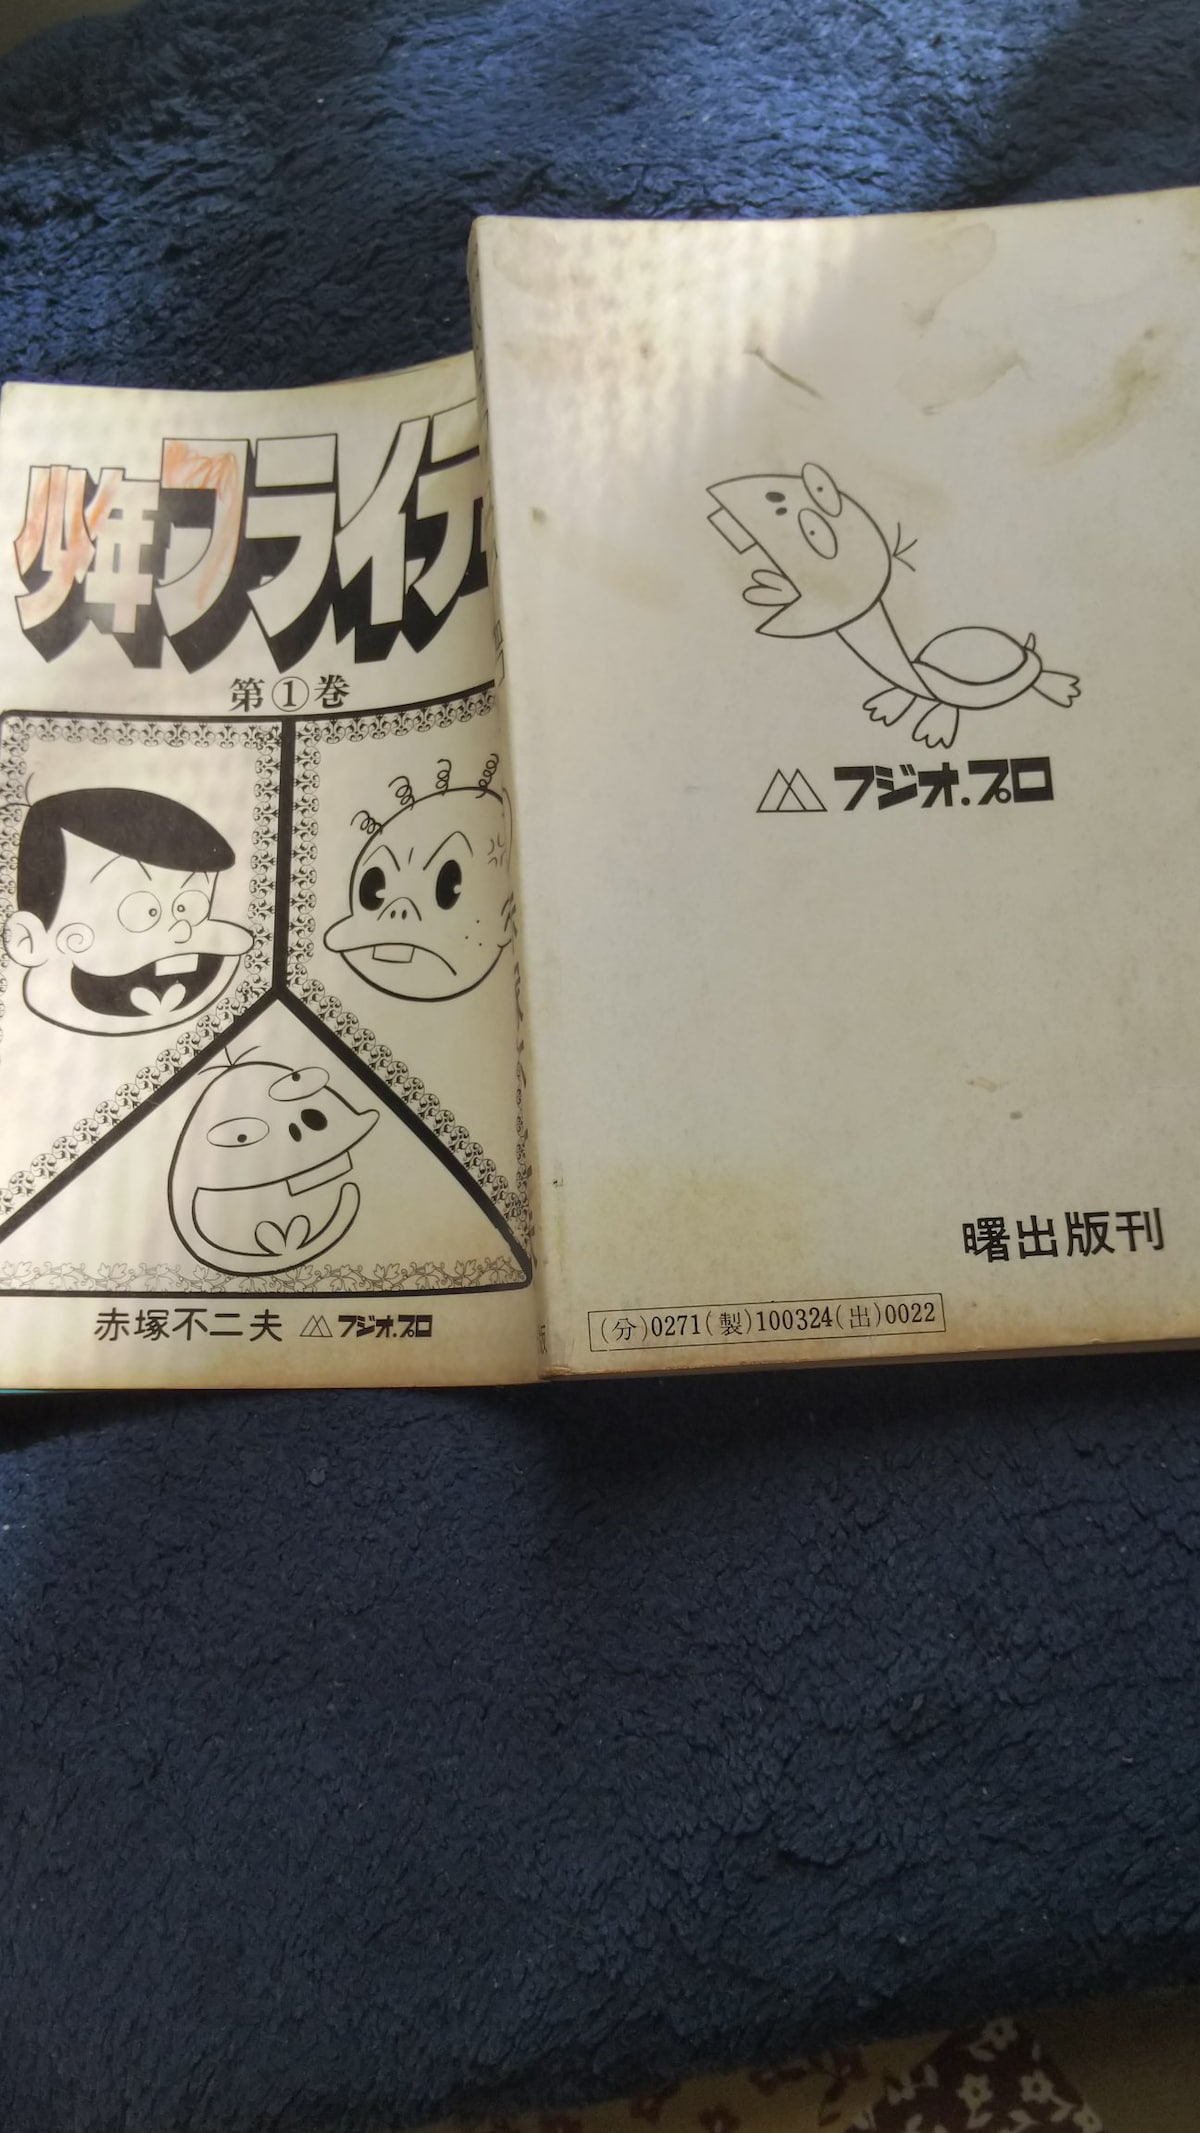 少年フライデ
第①巻
赤塚不二夫 フジオ.プロ
フジオ.プロ
曙出版刊
(分)0271(製)100324(出)0022